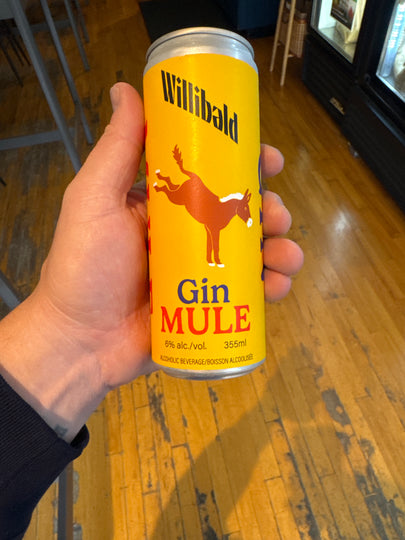 Willibald
Gin
MULE
6% alc./vol. 355ml
ALCOHOLIC BEVERAGE/BOISSON ALCOOLISÉE